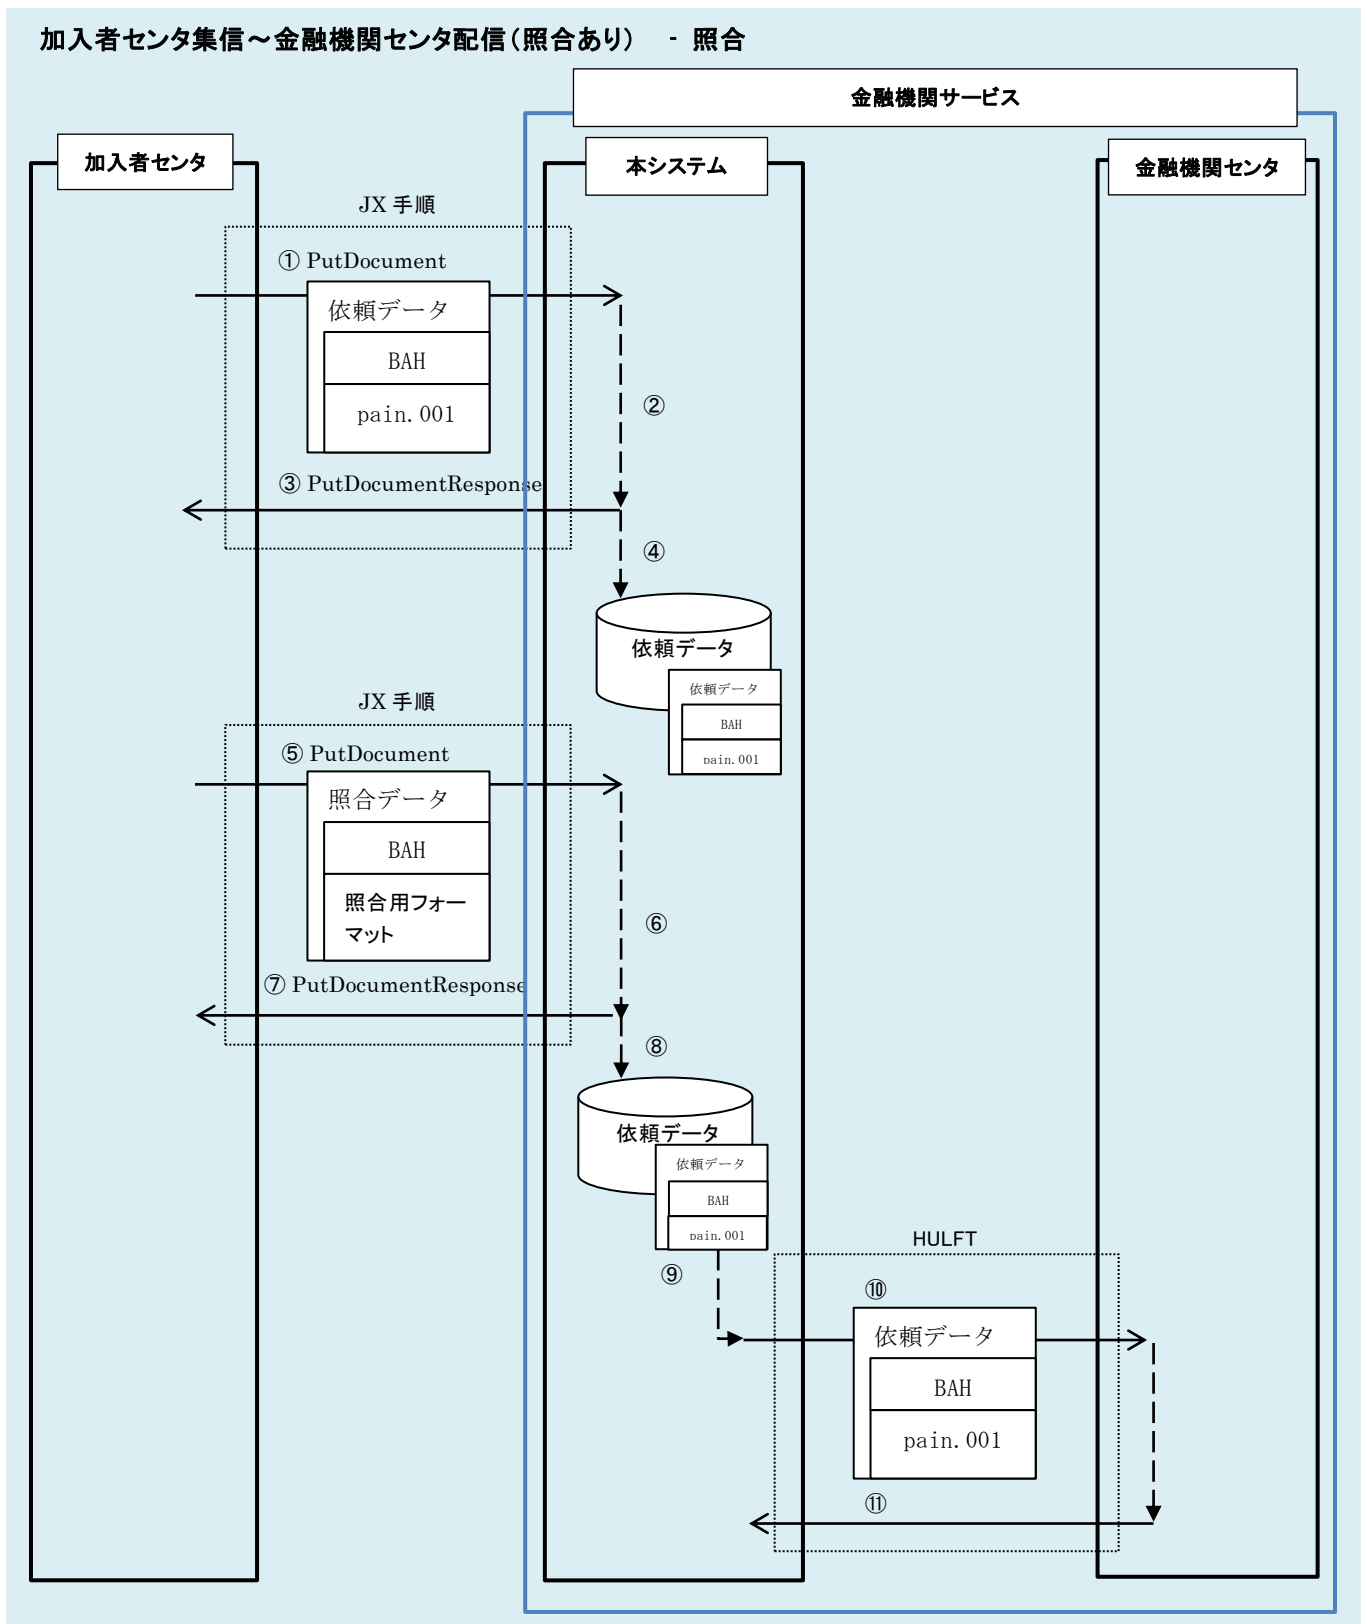 加入者センタ集信～金融機関センタ配信（照合あり） - 照合
金融機関サービス
加入者センタ
本システム
金融機関センタ
JX 手順
① PutDocument
依頼データ
BAH
pain.001
②
③ PutDocumentResponse
④
依頼データ
依頼データ
BAH
pain.001
JX 手順
⑤ PutDocument
照合データ
BAH
照合用フォー
マット
⑥
⑦ PutDocumentResponse
⑧
依頼データ
依頼データ
BAH
pain.001
HULFT
⑨
⑩
依頼データ
BAH
pain.001
⑪